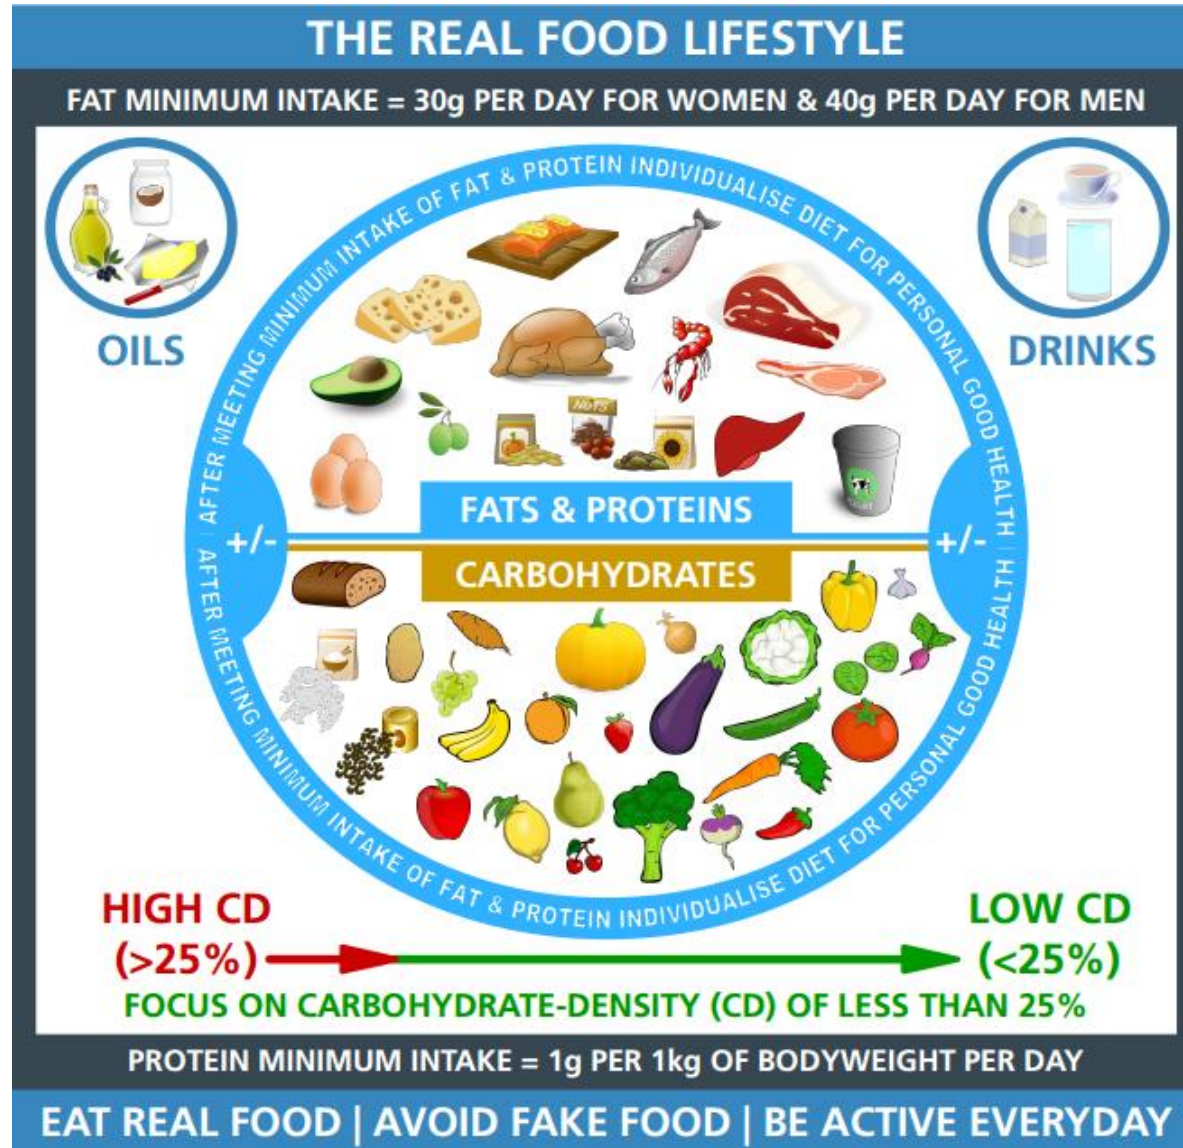 THE REAL FOOD LIFESTYLE
FAT MINIMUM INTAKE = 30g PER DAY FOR WOMEN & 40g PER DAY FOR MEN
AFTER MEETING MINIMUM INTAKE OF FAT & PROTEIN INDIVIDUALISE DIET FOR PERSONAL GOOD HEALTH
OILS
DRINKS
NUTS
FATS & PROTEINS
+/-
+/-
CARBOHYDRATES
AFTER MEETING MINIMUM INTAKE OF FAT & PROTEIN INDIVIDUALISE DIET FOR PERSONAL GOOD HEALTH
HIGH CD
(>25%)
LOW CD
(<25%)
FOCUS ON CARBOHYDRATE-DENSITY (CD) OF LESS THAN 25%
PROTEIN MINIMUM INTAKE = 1g PER 1kg OF BODYWEIGHT PER DAY
EAT REAL FOOD | AVOID FAKE FOOD | BE ACTIVE EVERYDAY